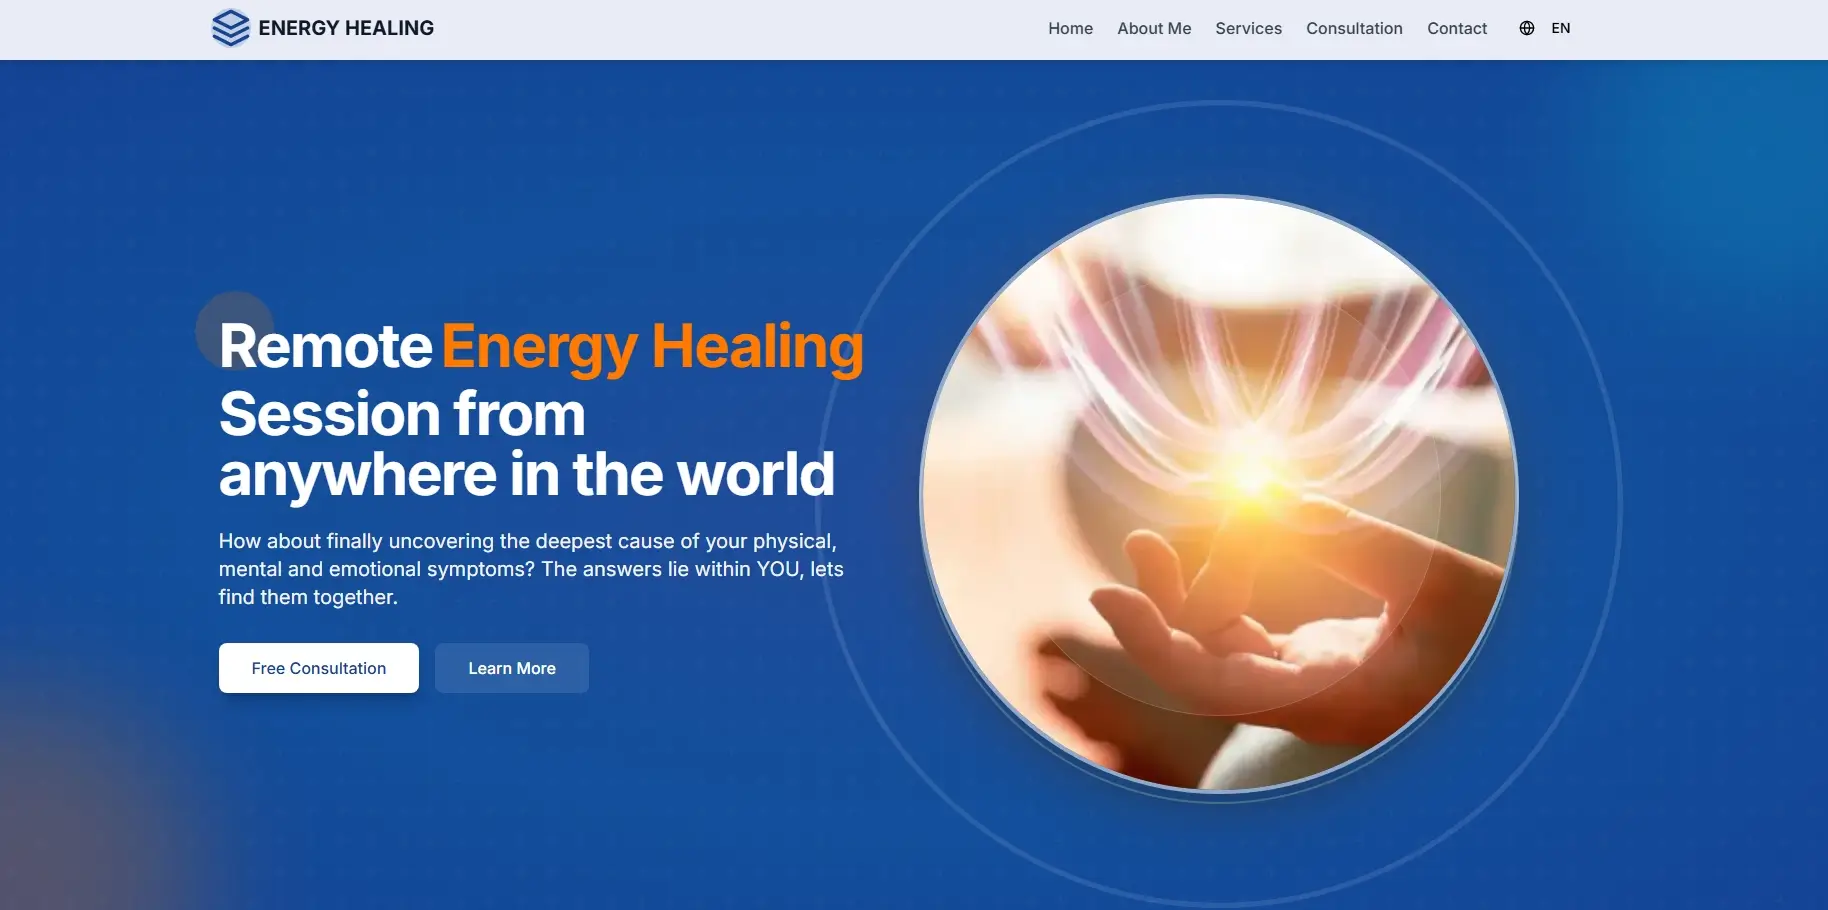 ENERGY HEALING
Home
About Me
Services
Consultation
Contact
EN
Remote Energy Healing
Session from
anywhere in the world
How about finally uncovering the deepest cause of your physical,
mental and emotional symptoms? The answers lie within YOU, lets
find them together.
Free Consultation
Learn More